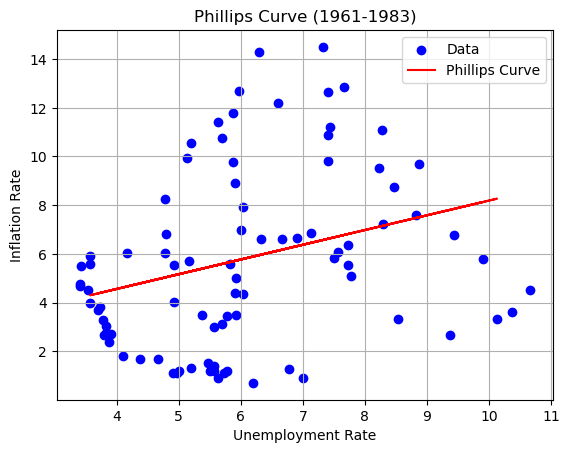 Phillips Curve (1961-1983)
Data
Phillips Curve
Inflation Rate
14
12
10
8
6
4
2
4 5 6 7 8 9 10 11
Unemployment Rate